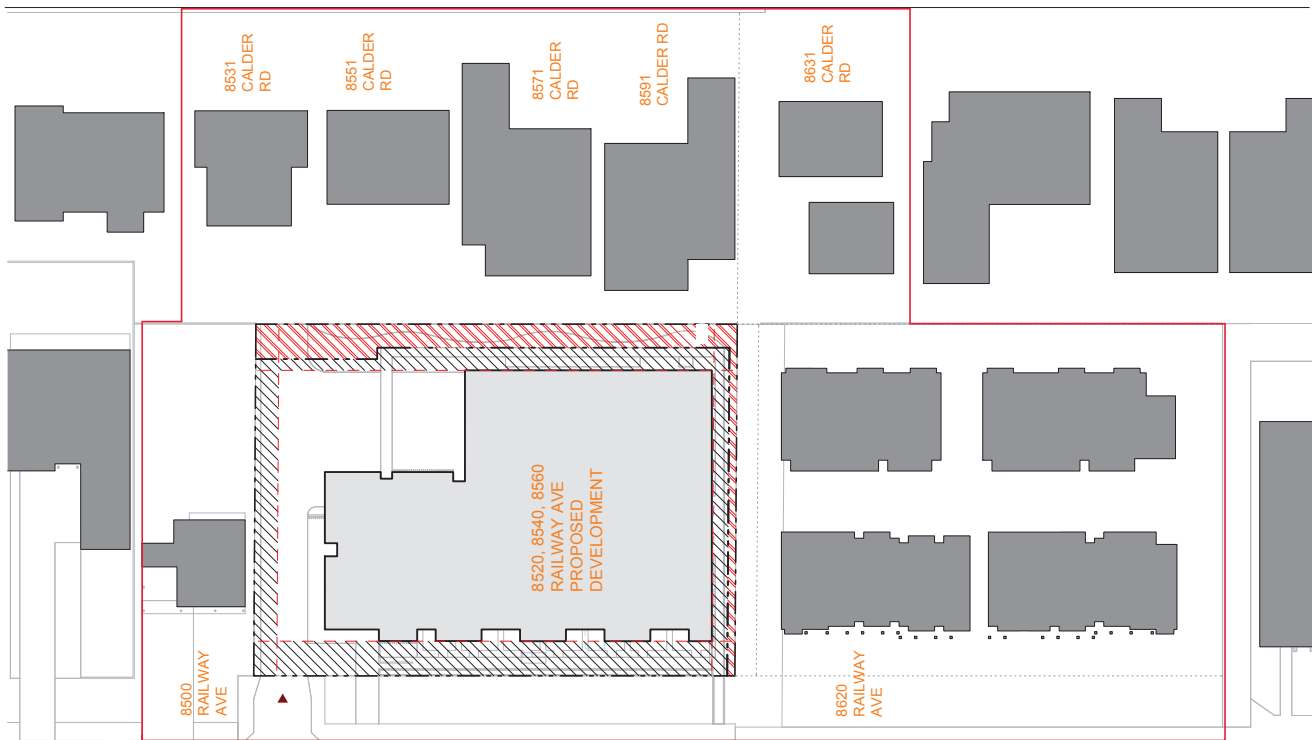 8531
CALDER
RD
8551
CALDER
RD
8571
CALDER
RD
8591
CALDER RD
8631
CALDER
RD
8520, 8540, 8560
RAILWAY AVE
PROPOSED
DEVELOPMENT
8500
RAILWAY
AVE
8620
RAILWAY
AVE